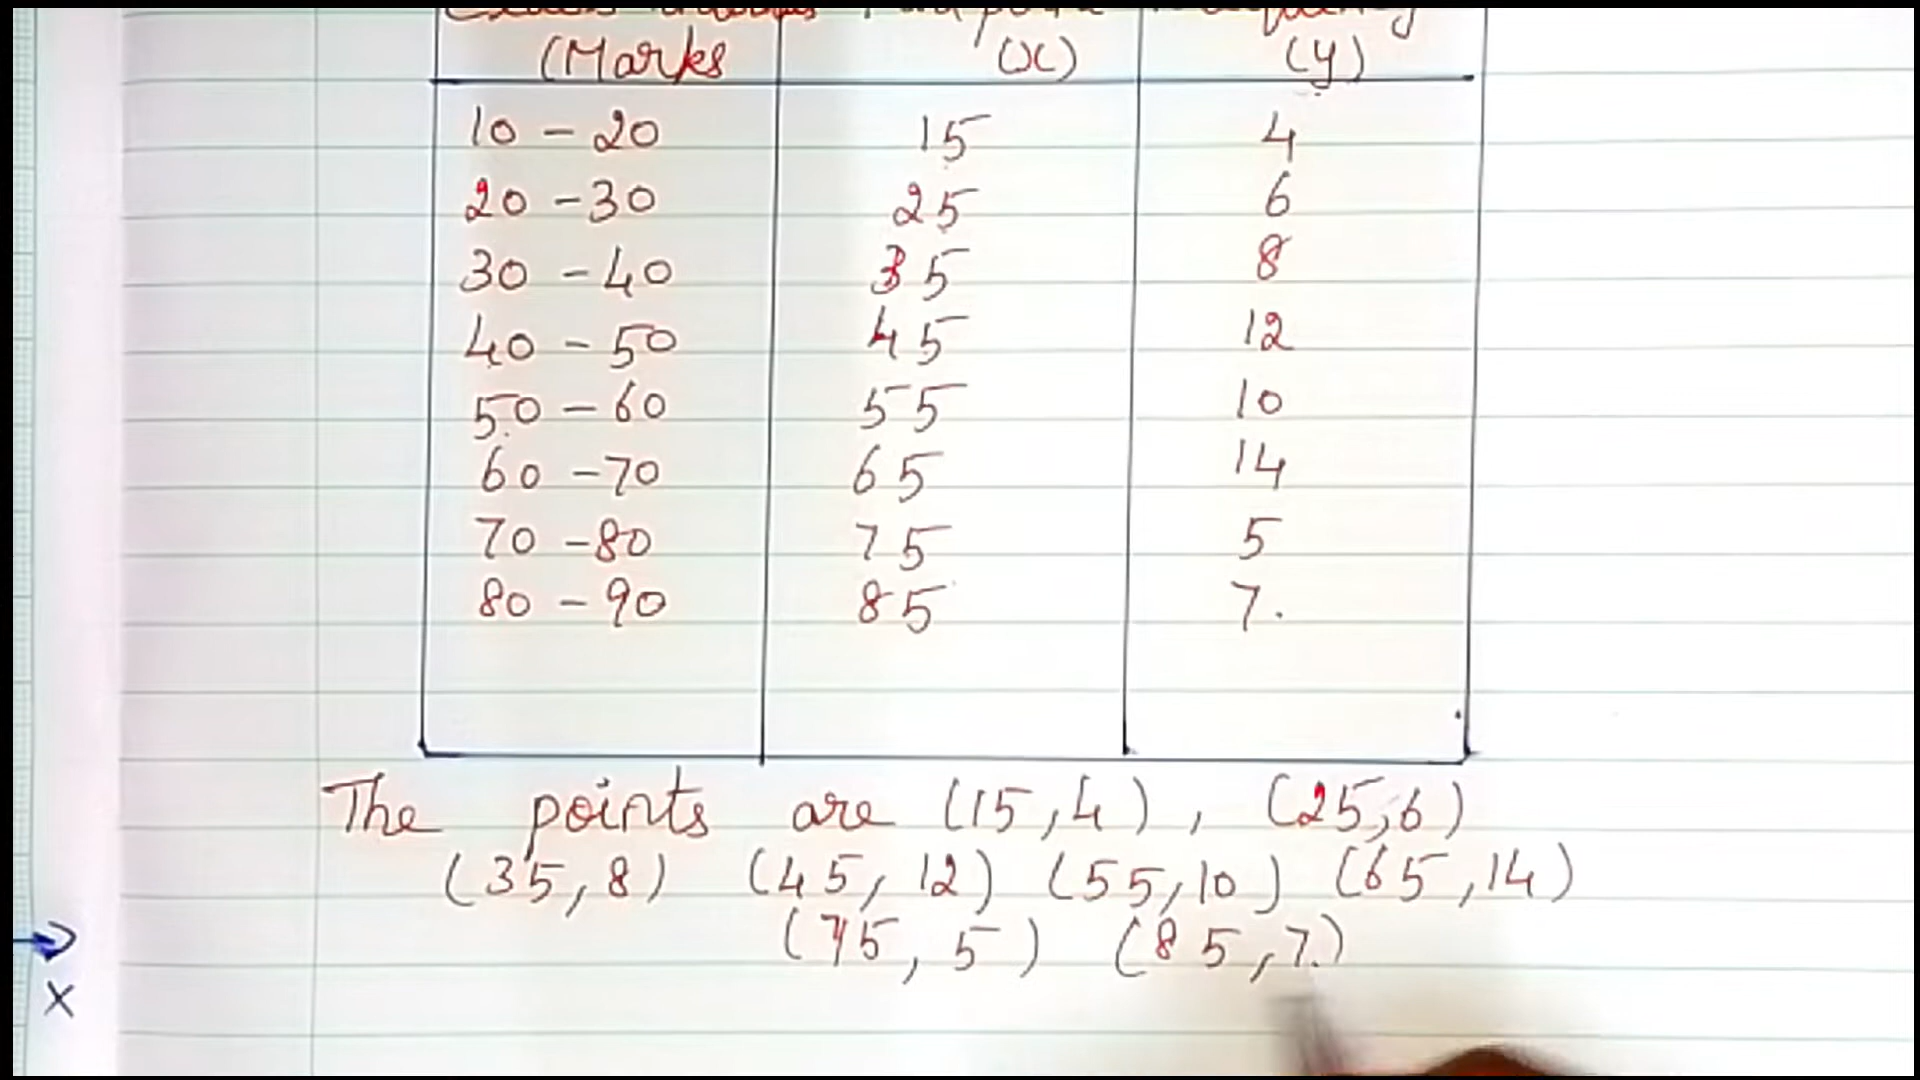 (Marks (x) (y)
10 - 20 15 4
20 - 30 25 6
30 - 40 35 8
40 - 50 45 12
50 - 60 55 10
60 - 70 65 14
70 - 80 75 5
80 - 90 85 7.
The points are (15,4), (25,6)
(35,8) (45,12) (55,10) (65,14)
(75,5) (85,7.)
X